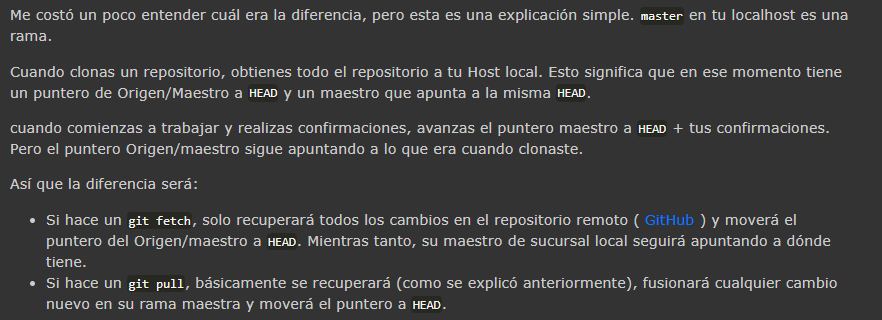 Me costó un poco entender cuál era la diferencia, pero esta es una explicación simple. master en tu localhost es una
rama.
Cuando clonas un repositorio, obtienes todo el repositorio a tu Host local. Esto significa que en ese momento tiene
un puntero de Origen/Maestro a HEAD y un maestro que apunta a la misma HEAD.
cuando comienzas a trabajar y realizas confirmaciones, avanzas el puntero maestro a HEAD + tus confirmaciones.
Pero el puntero Origen/maestro sigue apuntando a lo que era cuando clonaste.
Así que la diferencia será:
• Si hace un git fetch, solo recuperará todos los cambios en el repositorio remoto ( GitHub ) y moverá el
puntero del Origen/maestro a HEAD. Mientras tanto, su maestro de sucursal local seguirá apuntando a dónde
tiene.
• Si hace un git pull, básicamente se recuperará (como se explicó anteriormente), fusionará cualquier cambio
nuevo en su rama maestra y moverá el puntero a HEAD.